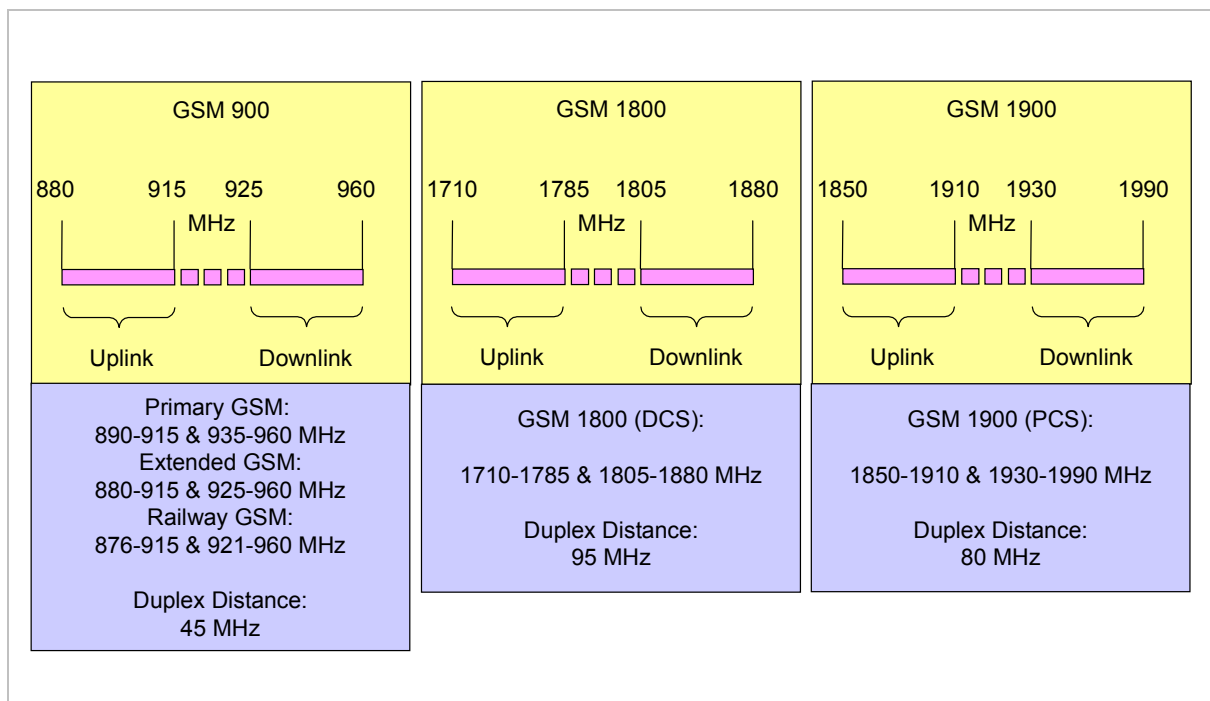 GSM 900
880 915 925 960
MHz
Uplink Downlink
Primary GSM:
890-915 & 935-960 MHz
Extended GSM:
880-915 & 925-960 MHz
Railway GSM:
876-915 & 921-960 MHz
Duplex Distance:
45 MHz
GSM 1800
1710 1785 1805 1880
MHz
Uplink Downlink
GSM 1800 (DCS):
1710-1785 & 1805-1880 MHz
Duplex Distance:
95 MHz
GSM 1900
1850 1910 1930 1990
MHz
Uplink Downlink
GSM 1900 (PCS):
1850-1910 & 1930-1990 MHz
Duplex Distance:
80 MHz